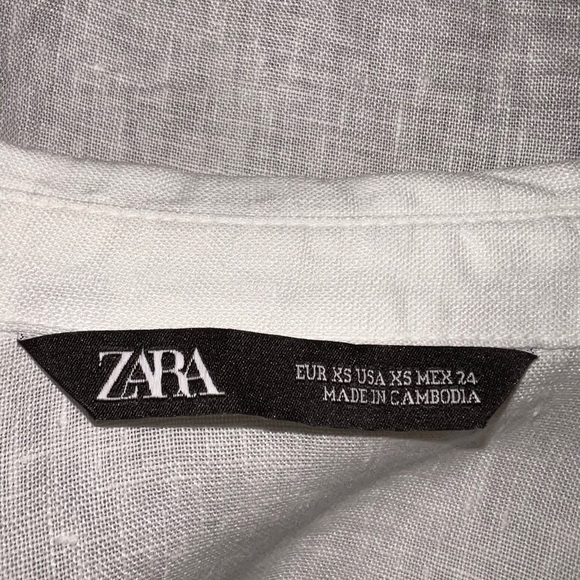 ZARA
EUR XS USA XS MEX 24
MADE IN CAMBODIA